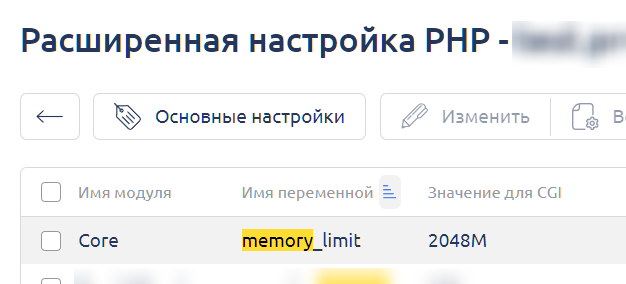 Расширенная настройка PHP -
Основные настройки Изменить
Имя модуля Имя переменной Значение для CGI
Core memory_limit 2048M